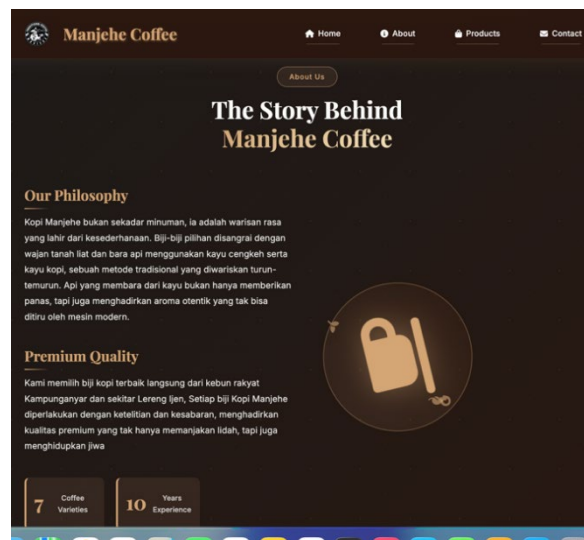 Manjehe Coffee
Home
About
Products
Contact
About Us
The Story Behind
Manjehe Coffee
Our Philosophy
Kopi Manjehe bukan sekadar minuman, ia adalah warisan rasa
yang lahir dari kesederhanaan. Biji-biji pilihan disangrai dengan
wajan tanah liat dan bara api menggunakan kayu cengkeh serta
kayu kopi, sebuah metode tradisional yang diwariskan turun-
temurun. Api yang membara dari kayu bukan hanya memberikan
panas, tapi juga menghadirkan aroma otentik yang tak bisa
ditiru oleh mesin modern.
Premium Quality
Kami memilih biji kopi terbaik langsung dari kebun rakyat
Kampunganyar dan sekitar Lereng Ijen, Setiap biji Kopi Manjehe
diperlakukan dengan ketelitian dan kesabaran, menghadirkan
kualitas premium yang tak hanya memanjakan lidah, tapi juga
menghidupkan jiwa
7
Coffee
Varieties
10
Years
Experience